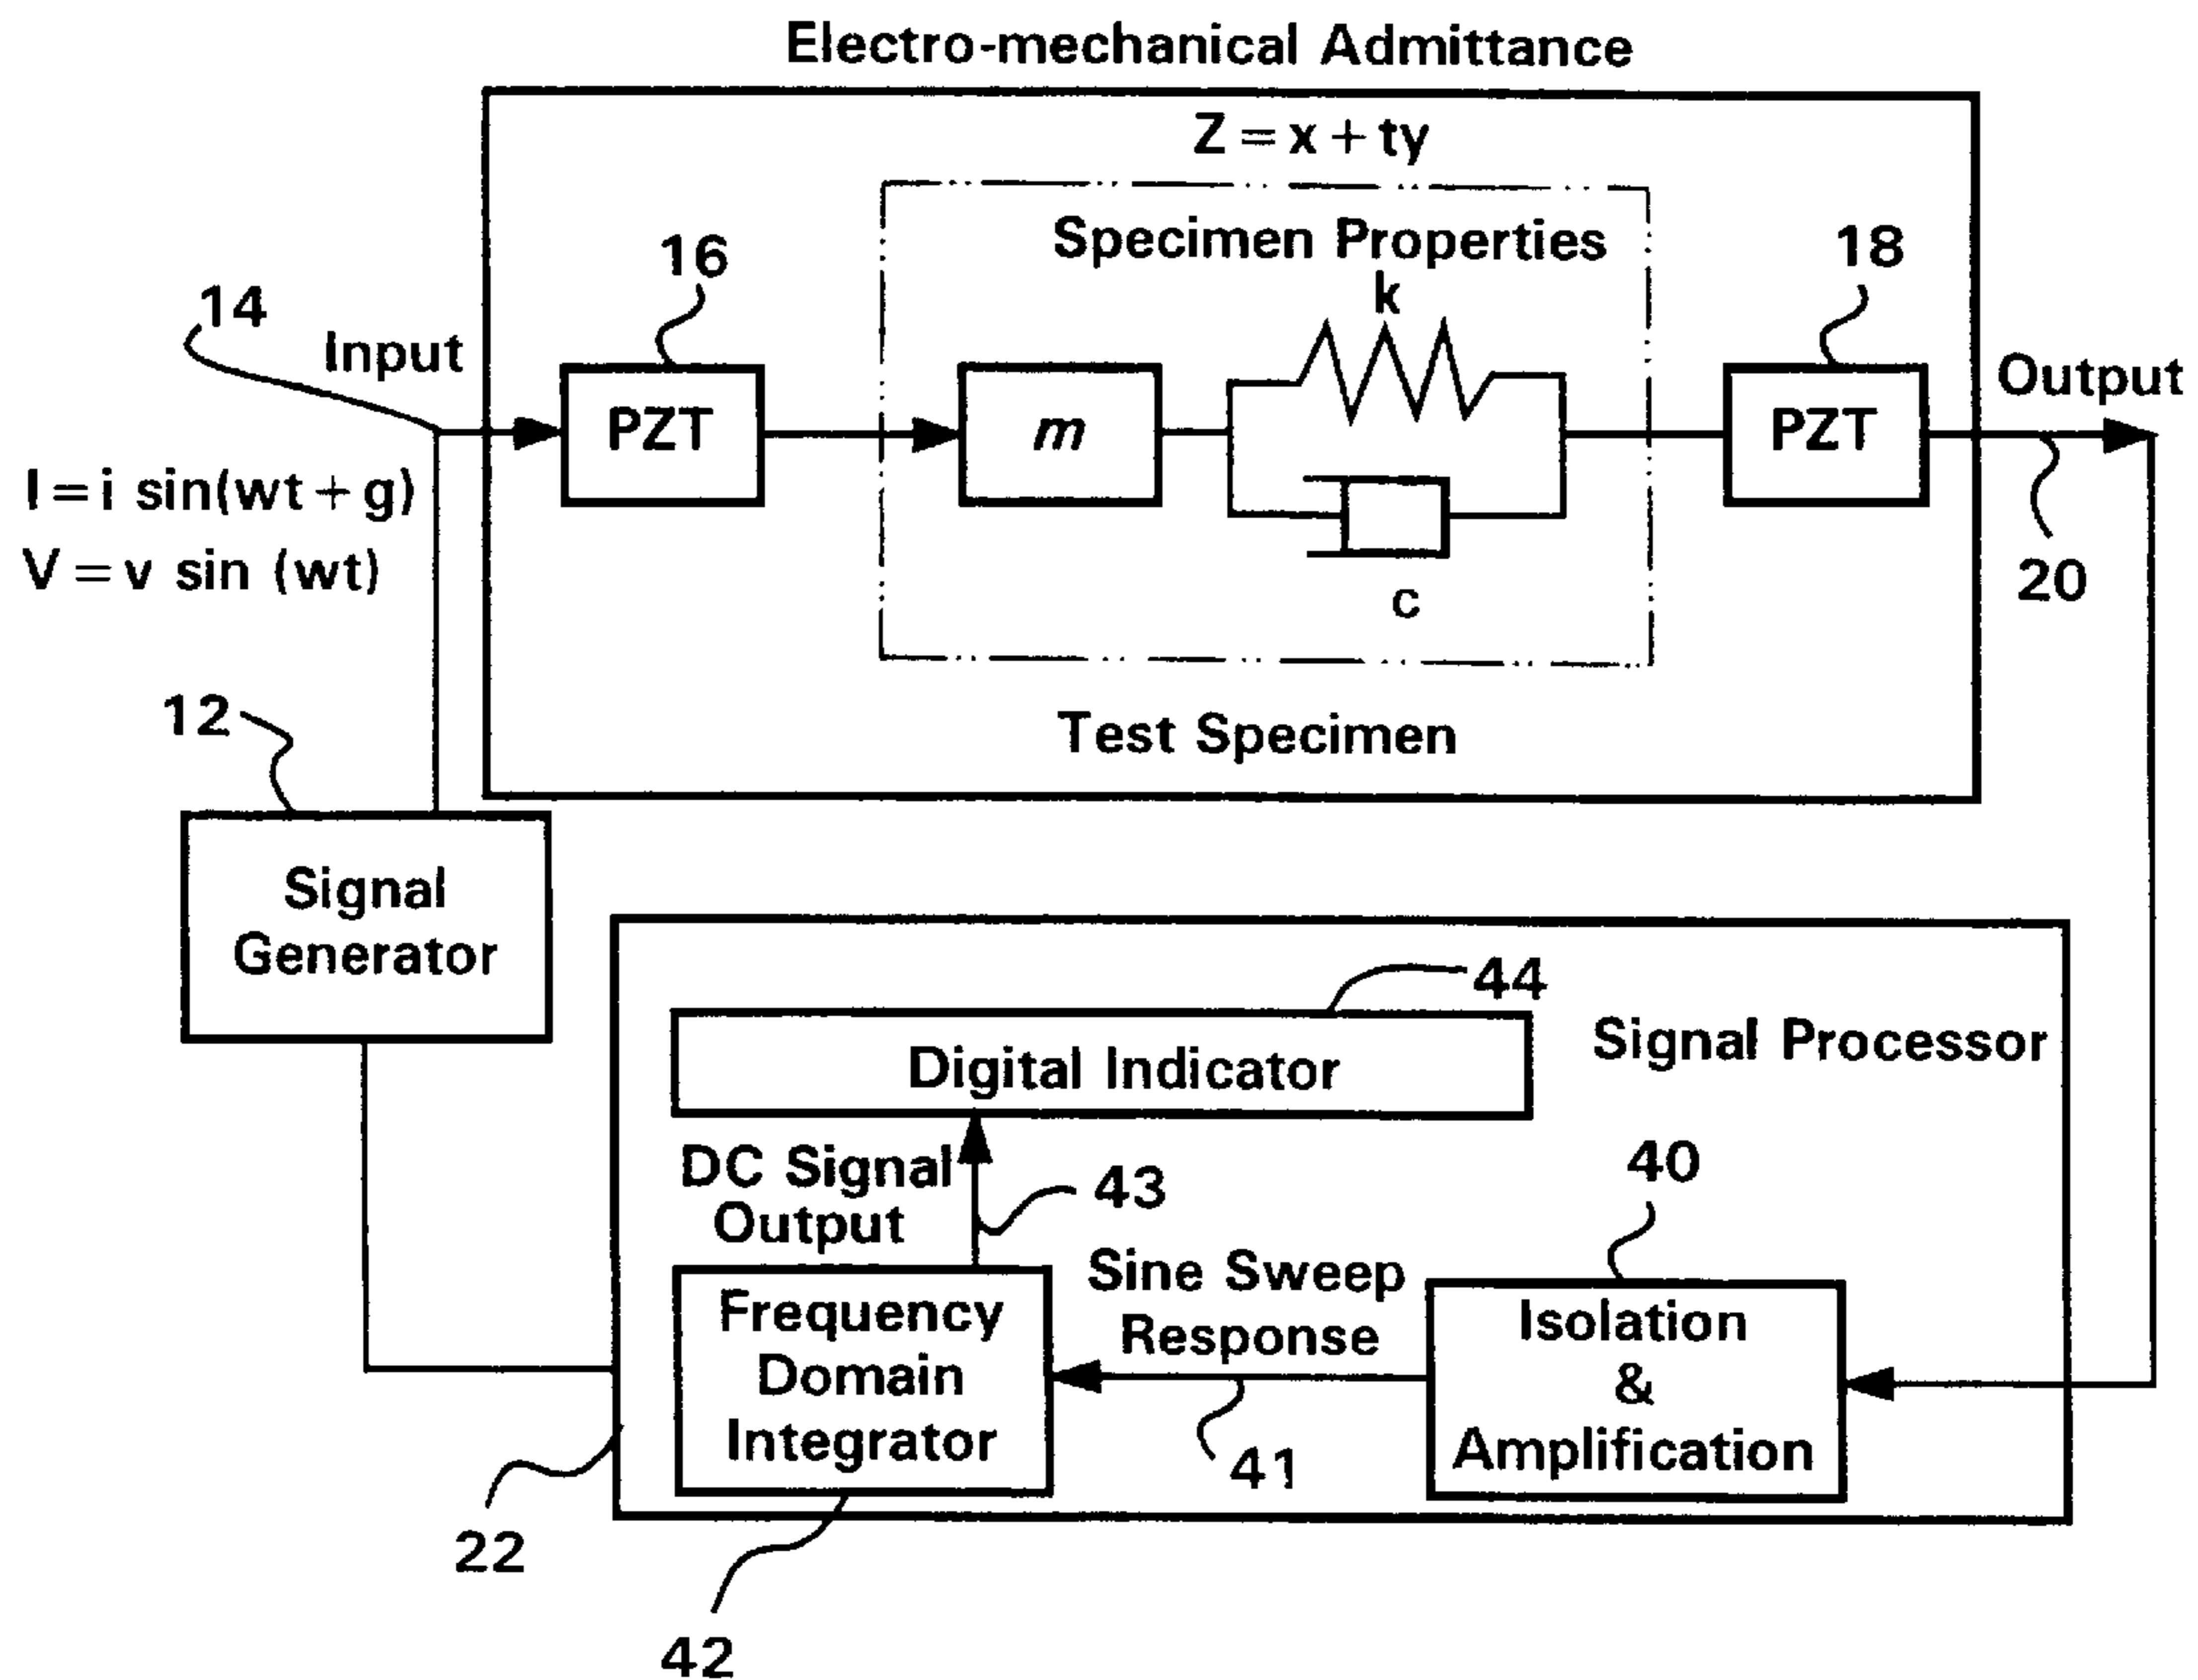 Electro-mechanical Admittance
Z = x + ty
Specimen Properties
16
18
k
14
Input
Output
PZT
m
PZT
I = i sin(wt + g)
V = v sin (wt)
20
c
12
Test Specimen
Signal
Generator
44
Signal Processor
Digital Indicator
DC Signal
Output
43
40
Sine Sweep
Response
Frequency
Domain
Integrator
Isolation
&
Amplification
41
22
42